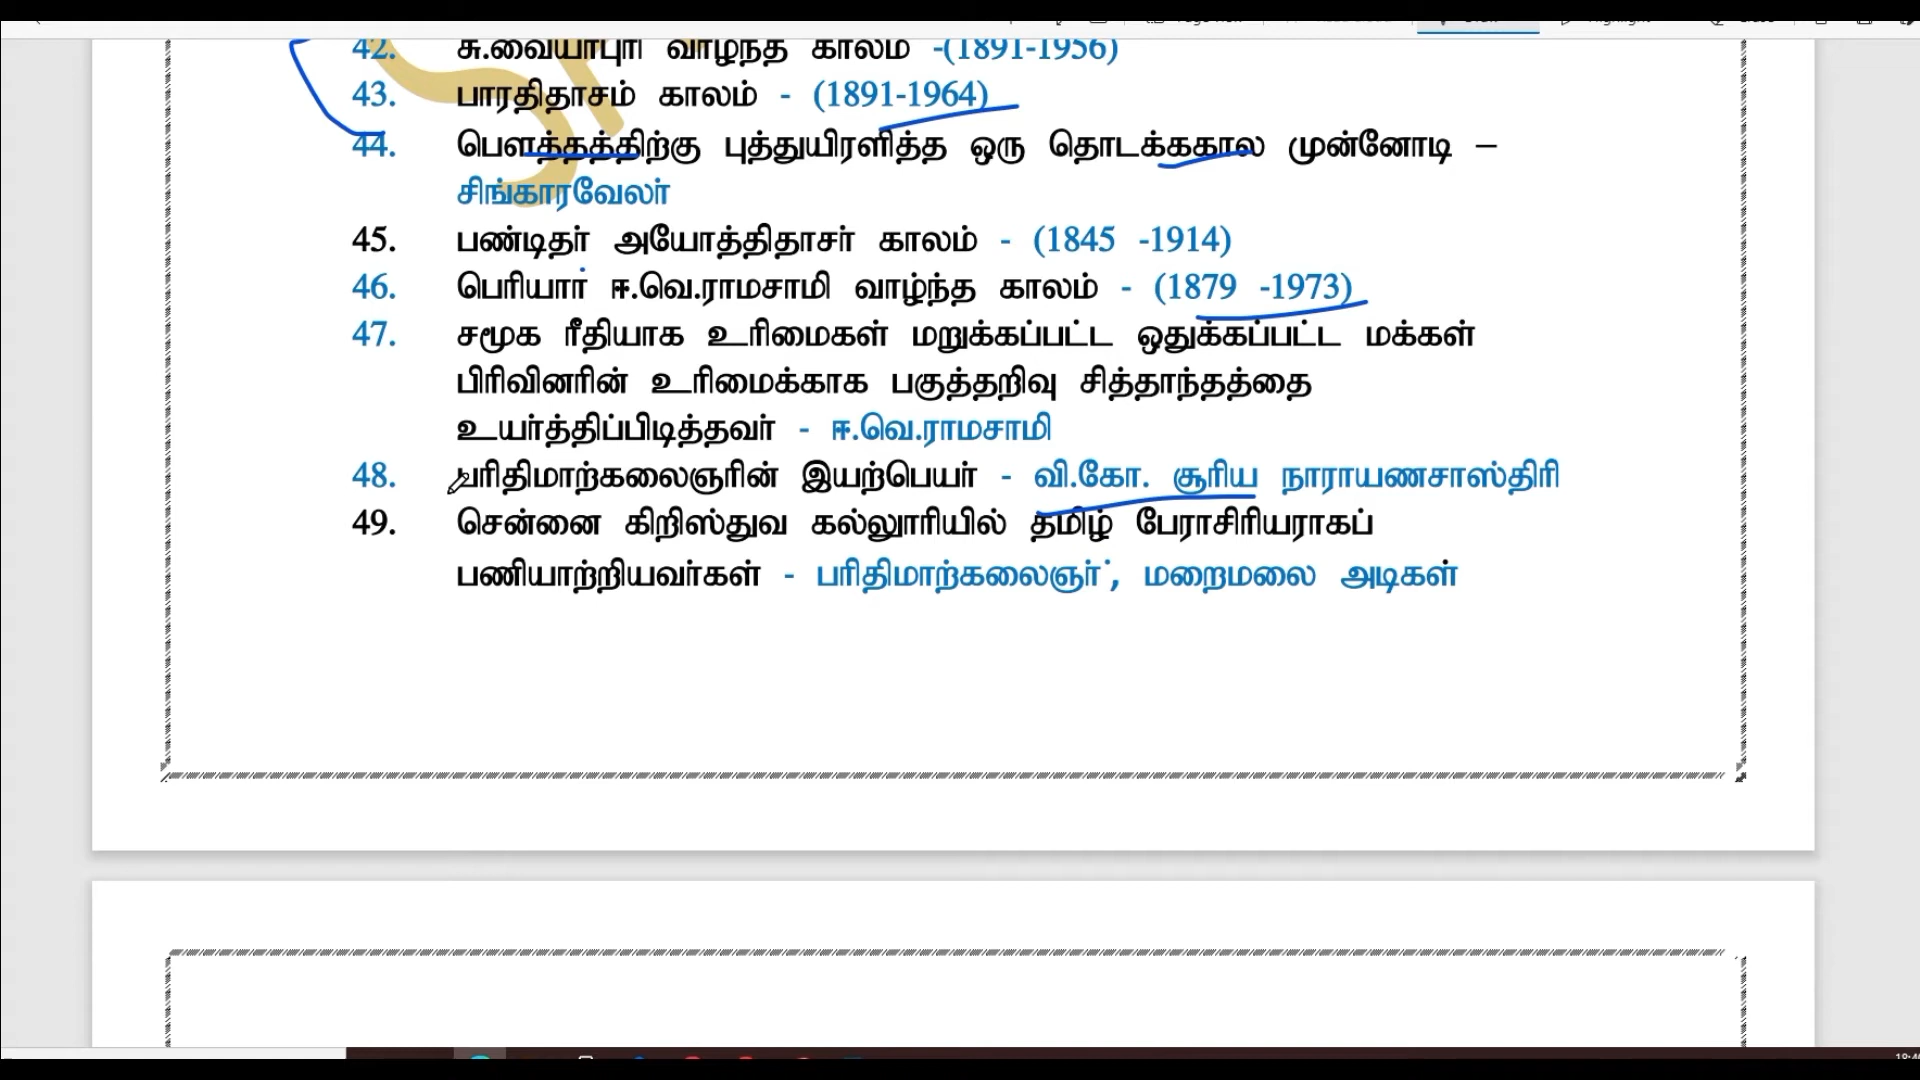 42. சு.வையாபுரி வாழ்ந்த காலம் -(1891-1956)
43. பாரதிதாசம் காலம் - (1891-1964)
44. பௌத்தத்திற்கு புத்துயிரளித்த ஒரு தொடக்ககால முன்னோடி –
சிங்காரவேலர்
45. பண்டிதர் அயோத்திதாசர் காலம் - (1845 -1914)
46. பெரியார் ஈ.வெ.ராமசாமி வாழ்ந்த காலம் - (1879 -1973)
47. சமூக ரீதியாக உரிமைகள் மறுக்கப்பட்ட ஒதுக்கப்பட்ட மக்கள்
பிரிவினரின் உரிமைக்காக பகுத்தறிவு சித்தாந்தத்தை
உயர்த்திப்பிடித்தவர் - ஈ.வெ.ராமசாமி
48. பரிதிமாற்கலைஞரின் இயற்பெயர் - வி.கோ. சூரிய நாராயணசாஸ்திரி
49. சென்னை கிறிஸ்துவ கல்லூரியில் தமிழ் பேராசிரியராகப்
பணியாற்றியவர்கள் - பரிதிமாற்கலைஞர், மறைமலை அடிகள்